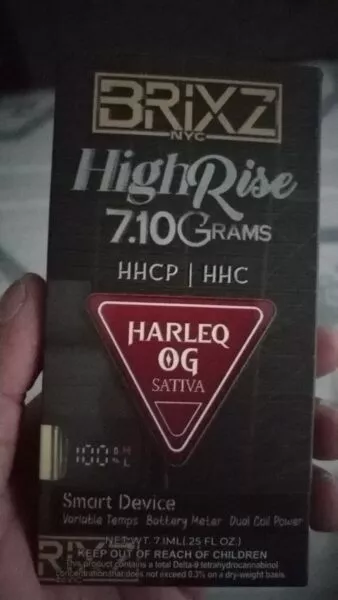 BRiXZ
NYC
HighRise
7.10GRAMS
HHCP | HHC
HARLEQ
OG
SATIVA
100
Smart Device
Variable Temps Battery Meter Dual Coil Power
NET WT. 7.1ML(.25 FL OZ.)
KEEP OUT OF REACH OF CHILDREN
This product contains a total Delta-9 tetrahydrocannabinol
concentration that does not exceed 0.3% on a dry-weight basis.